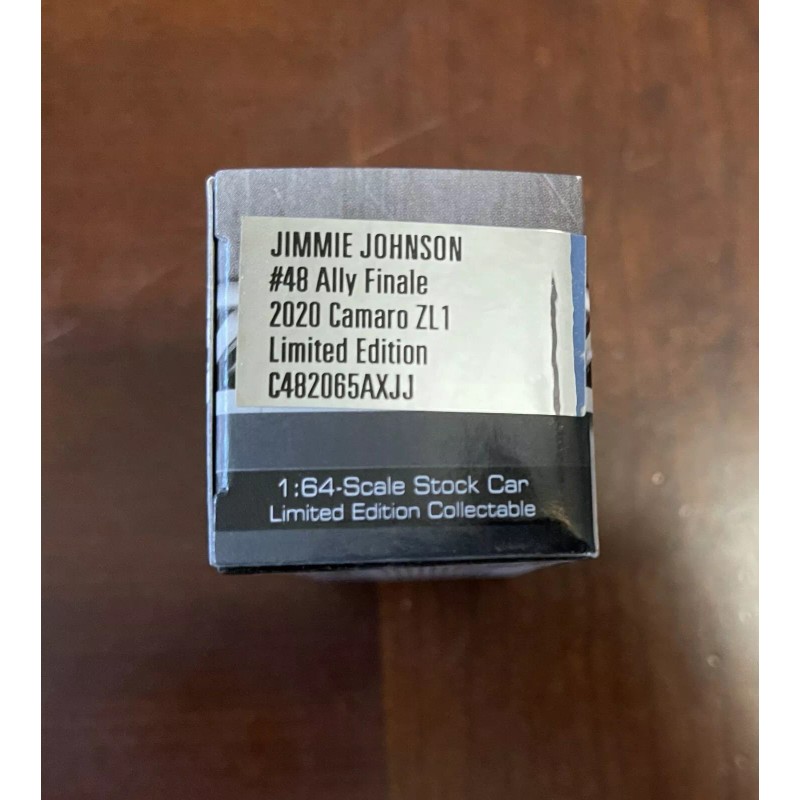 JIMMIE JOHNSON
#48 Ally Finale
2020 Camaro ZL1
Limited Edition
C482065AXJJ
1:64-Scale Stock Car
Limited Edition Collectable